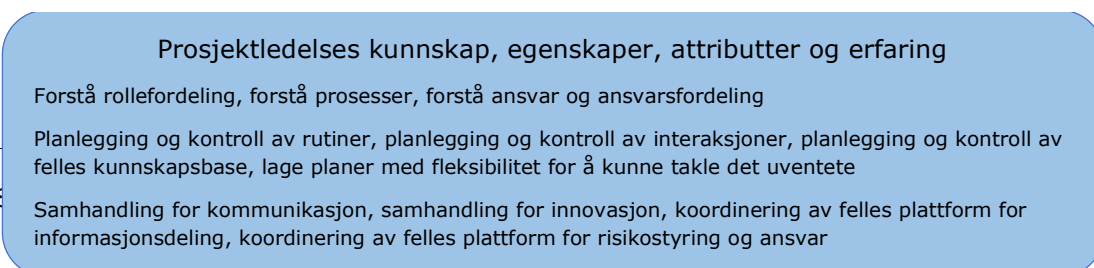 Prosjektledelses kunnskap, egenskaper, attributter og erfaring
Forstå rollefordeling, forstå prosesser, forstå ansvar og ansvarsfordeling
Planlegging og kontroll av rutiner, planlegging og kontroll av interaksjoner, planlegging og kontroll av
felles kunnskapsbase, lage planer med fleksibilitet for å kunne takle det uventete
Samhandling for kommunikasjon, samhandling for innovasjon, koordinering av felles plattform for
informasjonsdeling, koordinering av felles plattform for risikostyring og ansvar